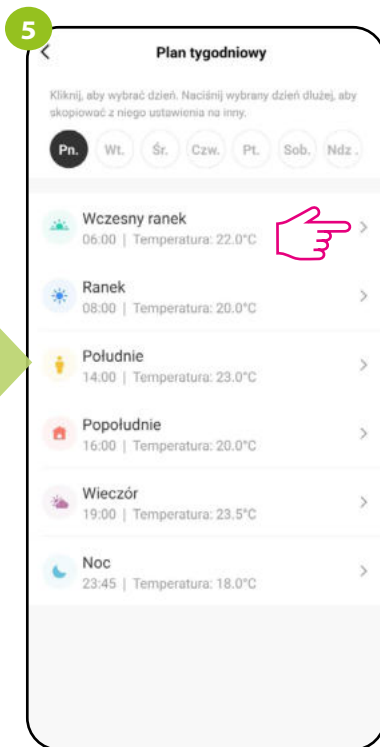 5
Plan tygodniowy
Kliknij, aby wybrać dzień. Naciśnij wybrany dzień dłużej, aby
skopiować z niego ustawienia na inny.
Pn. Wt. Śr. Czw. Pt. Sob. Ndz.
Wczesny ranek
06:00 | Temperatura: 22.0°C
Ranek
08:00 | Temperatura: 20.0°C
Południe
14:00 | Temperatura: 23.0°C
Popołudnie
16:00 | Temperatura: 20.0°C
Wieczór
19:00 | Temperatura: 23.5°C
Noc
23:45 | Temperatura: 18.0°C